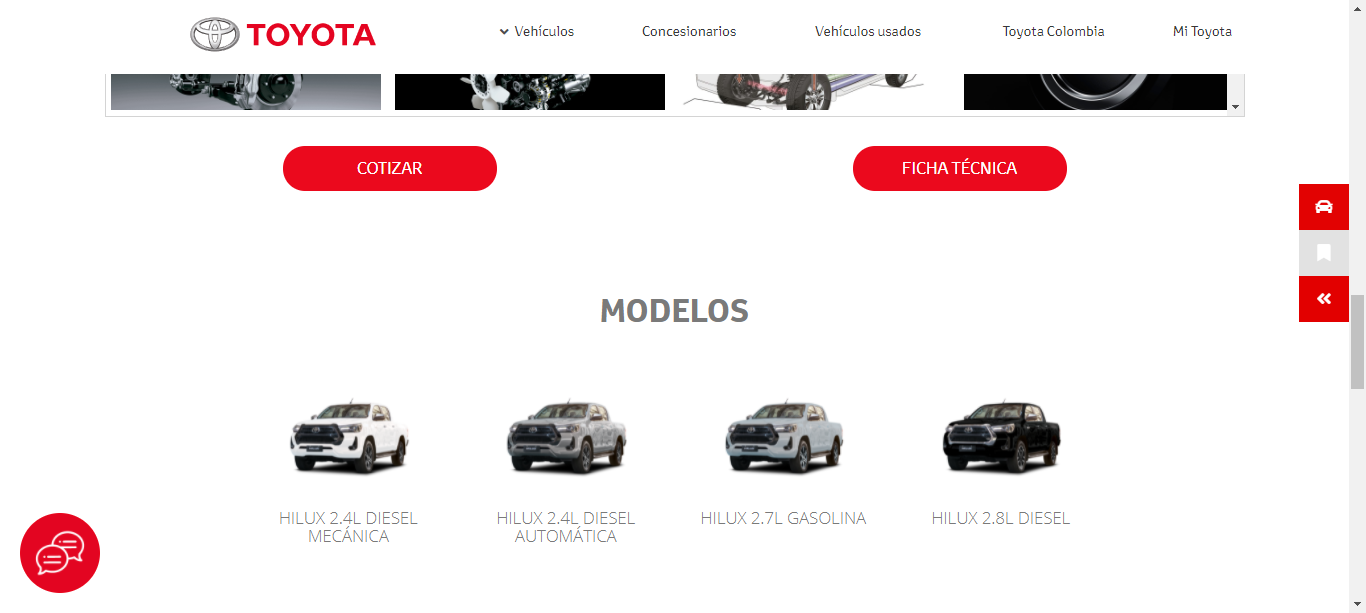 TOYOTA
Vehículos
Concesionarios
Vehículos usados
Toyota Colombia
Mi Toyota
COTIZAR
FICHA TÉCNICA
MODELOS
HILUX 2.4L DIESEL
MECÁNICA
HILUX 2.4L DIESEL
AUTOMÁTICA
HILUX 2.7L GASOLINA
HILUX 2.8L DIESEL